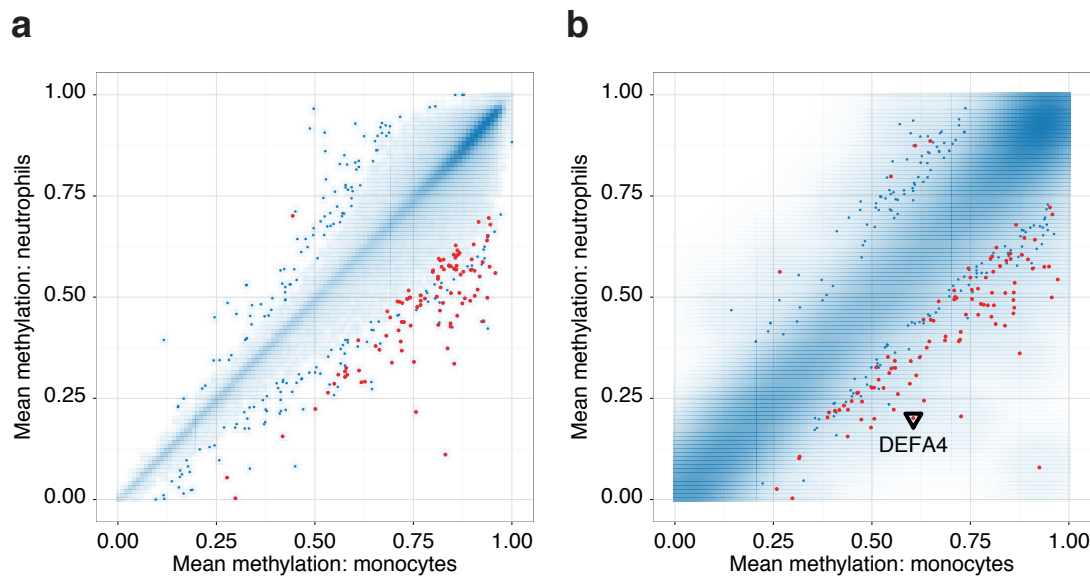 a
b
Mean methylation: neutrophils
1.00
0.75
0.50
0.25
0.00
0.00 0.25 0.50 0.75 1.00
Mean methylation: monocytes
Mean methylation: neutrophils
1.00
0.75
0.50
0.25
0.00
DEFA4
0.00 0.25 0.50 0.75 1.00
Mean methylation: monocytes